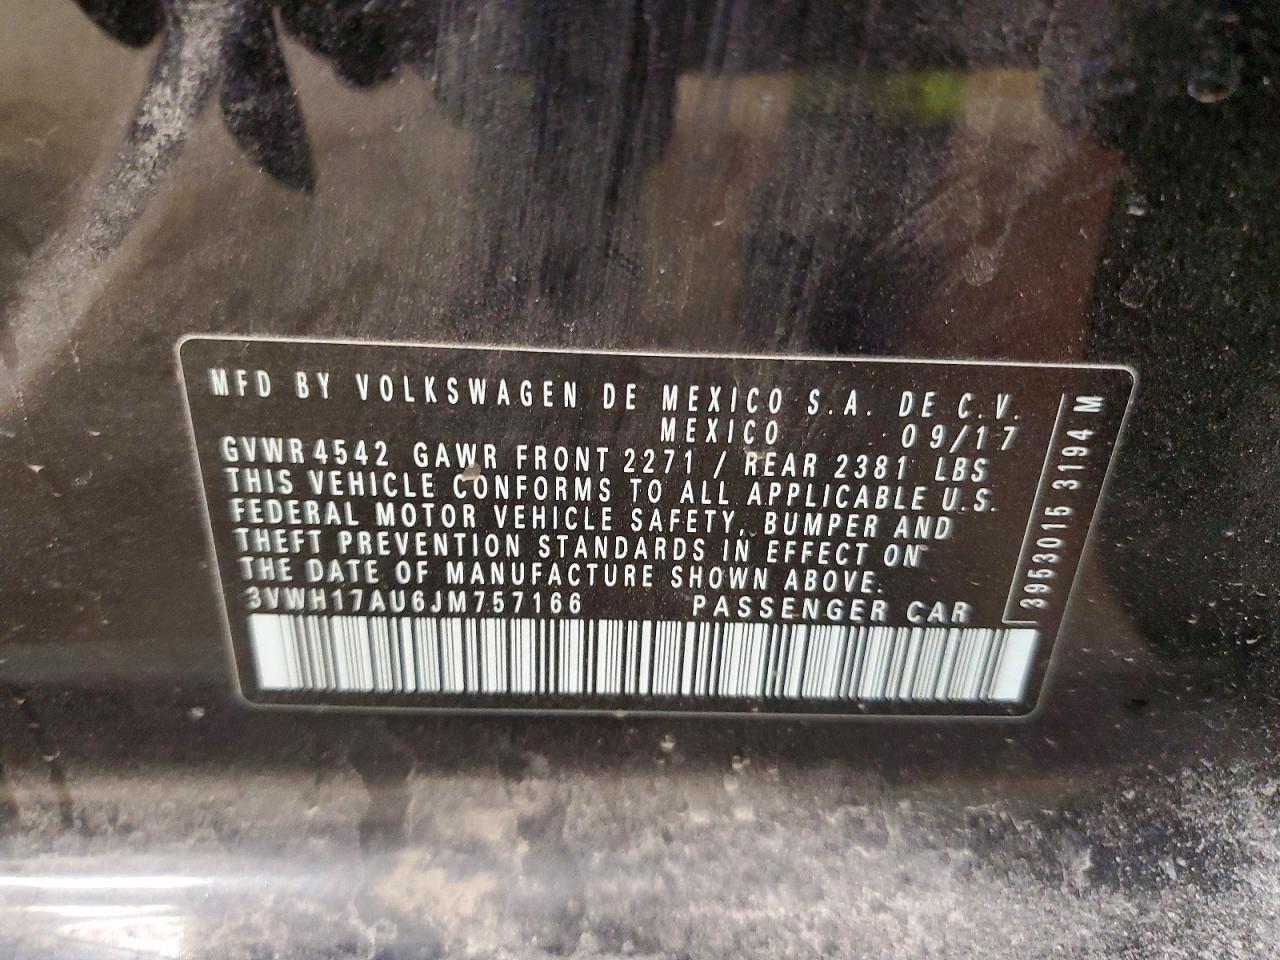 MFD BY VOLKSWAGEN DE MEXICO S.A. DE C.V.
MEXICO 09/17
GVWR 4542 GAWR FRONT 2271 / REAR 2381 LBS
THIS VEHICLE CONFORMS TO ALL APPLICABLE U.S.
FEDERAL MOTOR VEHICLE SAFETY, BUMPER AND
THEFT PREVENTION STANDARDS IN EFFECT ON
THE DATE OF MANUFACTURE SHOWN ABOVE.
3VWH17AU6JM757166 PASSENGER CAR
3953015 3194 M